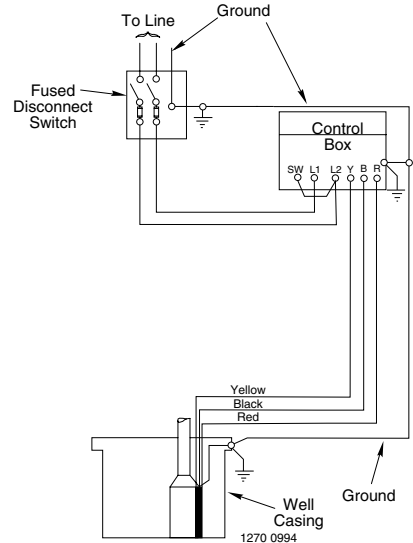 To Line
Ground
Fused
Disconnect
Switch
Control
Box
SW L1 L2 Y B R
Yellow
Black
Red
Ground
Well
Casing
1270 0994